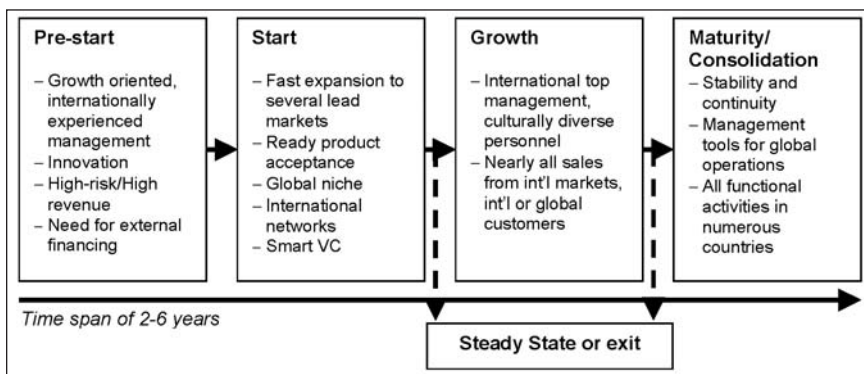 Pre-start
– Growth oriented,
internationally
experienced
management
– Innovation
– High-risk/High
revenue
– Need for external
financing
Start
– Fast expansion to
several lead
markets
– Ready product
acceptance
– Global niche
– International
networks
– Smart VC
Growth
– International top
management,
culturally diverse
personnel
– Nearly all sales
from int'l markets,
int'l or global
customers
Maturity/
Consolidation
– Stability and
continuity
– Management
tools for global
operations
– All functional
activities in
numerous
countries
Time span of 2-6 years
Steady State or exit